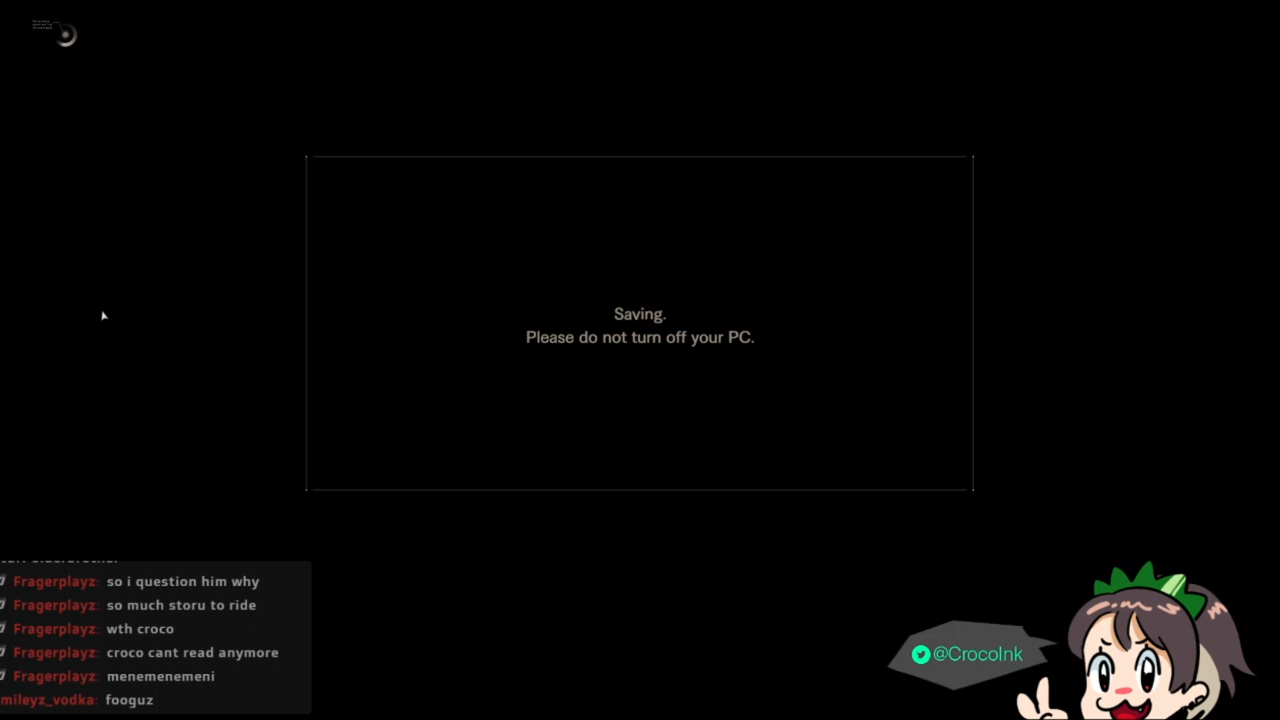 Saving.
Please do not turn off your PC.
Fragerplayz: so i question him why
Fragerplayz: so much storu to ride
Fragerplayz: wth croco
Fragerplayz: croco cant read anymore
Fragerplayz: menemenemeni
mileyz_vodka: fooguz
@CrocoInk